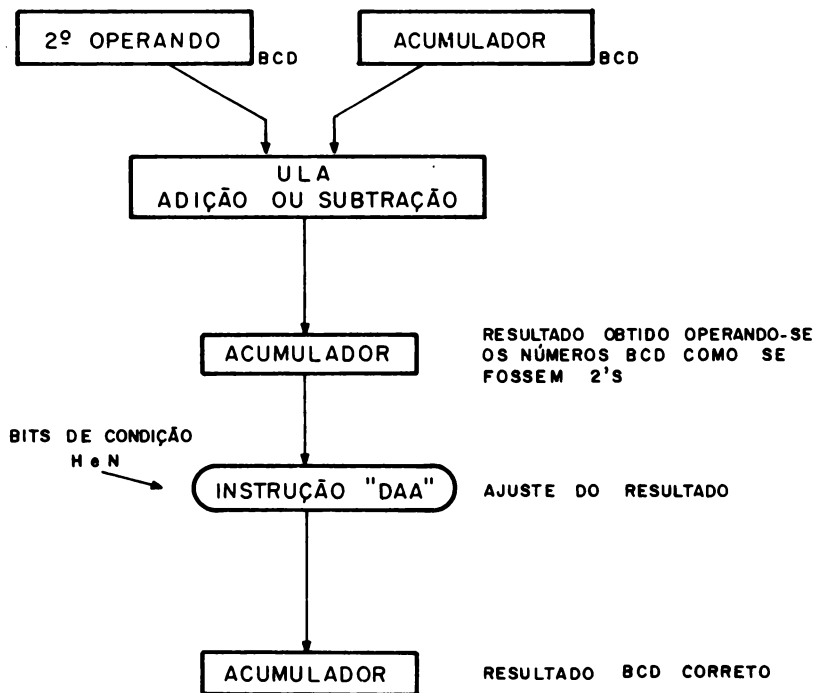 2º OPERANDO BCD
ACUMULADOR BCD
ULA
ADIÇÃO OU SUBTRAÇÃO
ACUMULADOR
RESULTADO OBTIDO OPERANDO-SE
OS NÚMEROS BCD COMO SE
FOSSEM 2'S
BITS DE CONDIÇÃO
H e N
INSTRUÇÃO "DAA"
AJUSTE DO RESULTADO
ACUMULADOR
RESULTADO BCD CORRETO